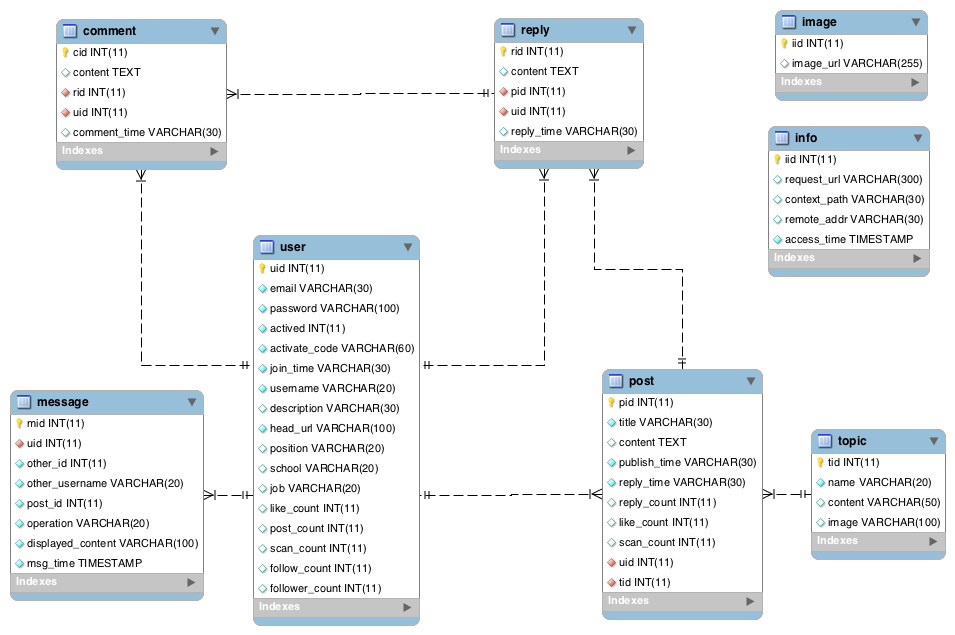 comment
cid INT(11)
content TEXT
rid INT(11)
uid INT(11)
comment_time VARCHAR(30)
Indexes
reply
rid INT(11)
content TEXT
pid INT(11)
uid INT(11)
reply_time VARCHAR(30)
Indexes
image
iid INT(11)
image_url VARCHAR(255)
Indexes
info
iid INT(11)
request_url VARCHAR(300)
context_path VARCHAR(30)
remote_addr VARCHAR(30)
access_time TIMESTAMP
Indexes
user
uid INT(11)
email VARCHAR(30)
password VARCHAR(100)
actived INT(11)
activate_code VARCHAR(60)
join_time VARCHAR(30)
username VARCHAR(20)
description VARCHAR(30)
head_url VARCHAR(100)
position VARCHAR(20)
school VARCHAR(20)
job VARCHAR(20)
like_count INT(11)
post_count INT(11)
scan_count INT(11)
follow_count INT(11)
follower_count INT(11)
Indexes
message
mid INT(11)
uid INT(11)
other_id INT(11)
other_username VARCHAR(20)
post_id INT(11)
operation VARCHAR(20)
displayed_content VARCHAR(100)
msg_time TIMESTAMP
Indexes
post
pid INT(11)
title VARCHAR(30)
content TEXT
publish_time VARCHAR(30)
reply_time VARCHAR(30)
reply_count INT(11)
like_count INT(11)
scan_count INT(11)
uid INT(11)
tid INT(11)
Indexes
topic
tid INT(11)
name VARCHAR(20)
content VARCHAR(50)
image VARCHAR(100)
Indexes